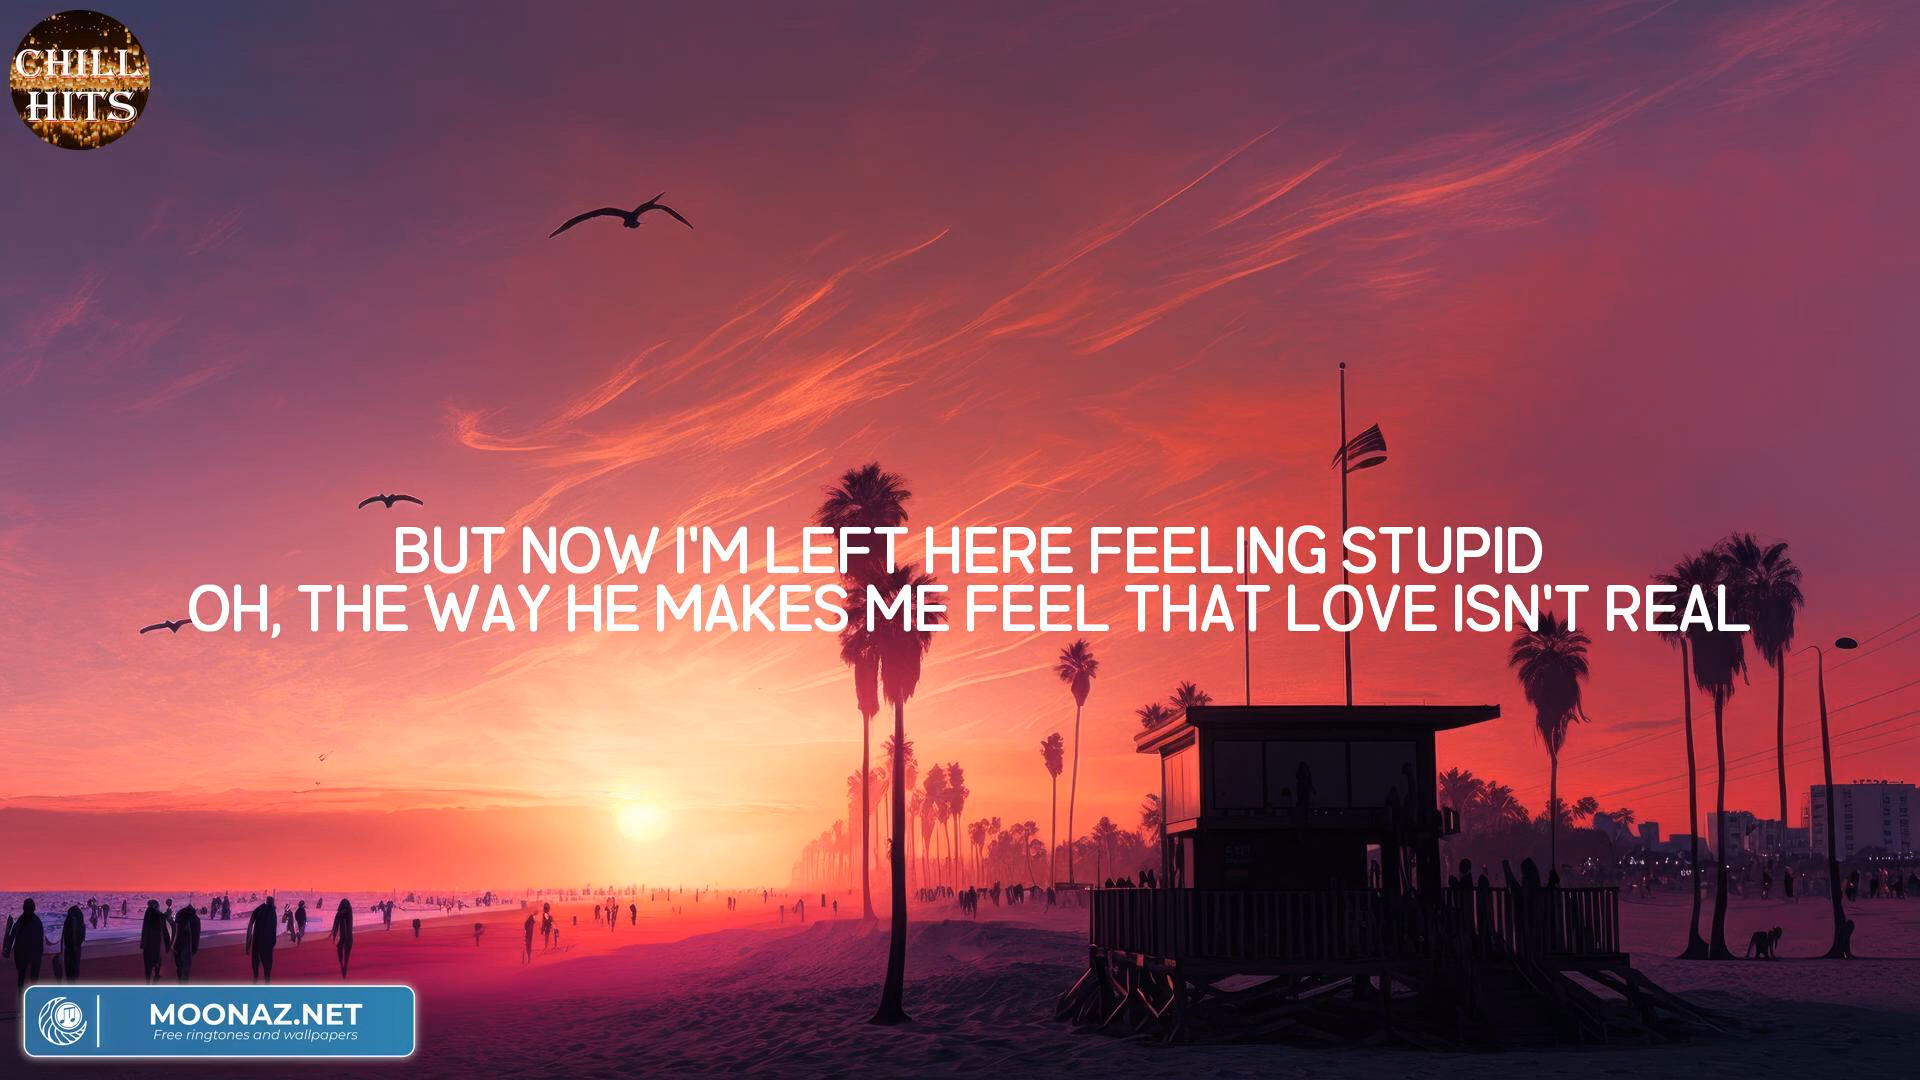 CHILL
HITS
BUT NOW I'M LEFT HERE FEELING STUPID
OH, THE WAY HE MAKES ME FEEL THAT LOVE ISN'T REAL
MOONAZ.NET
Free ringtones and wallpapers